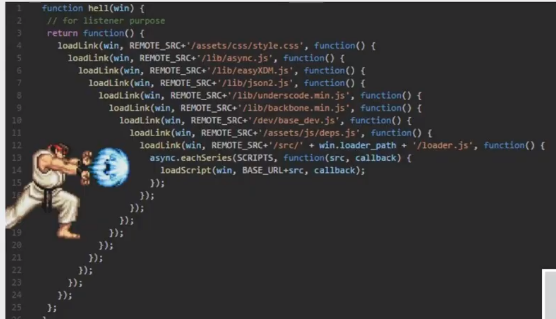 1 function hell(win) {
2 // for listener purpose
3 return function() {
4 loadLink(win, REMOTE_SRC+'/assets/css/style.css', function() {
5 loadLink(win, REMOTE_SRC+'/lib/async.js', function() {
6 loadLink(win, REMOTE_SRC+'/lib/easyXDM.js', function() {
7 loadLink(win, REMOTE_SRC+'/lib/json2.js', function() {
8 loadLink(win, REMOTE_SRC+'/lib/underscode.min.js', function() {
9 loadLink(win, REMOTE_SRC+'/lib/backbone.min.js', function() {
10 loadLink(win, REMOTE_SRC+'/dev/base_dev.js', function() {
11 loadLink(win, REMOTE_SRC+'/assets/js/deps.js', function() {
12 loadLink(win, REMOTE_SRC+'/src/' + win.loader_path + '/loader.js', function() {
13 async.eachSeries(SCRIPTS, function(src, callback) {
14 loadScript(win, BASE_URL+src, callback);
});
});
});
});
19 });
20 });
21 });
22 });
23 });
24 });
25 };